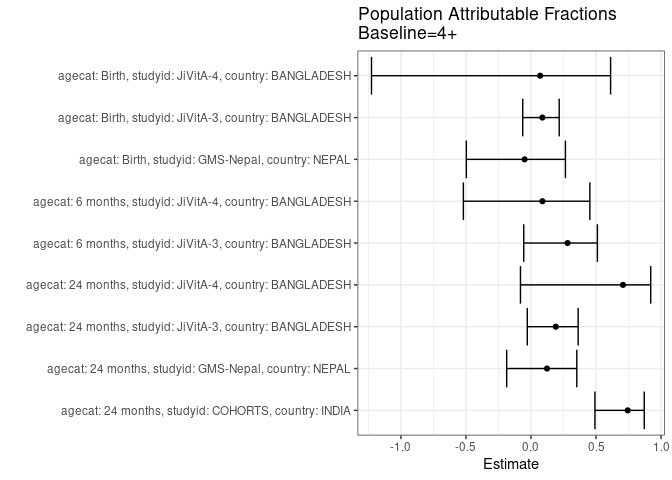 Population Attributable Fractions
Baseline=4+
agecat: Birth, studyid: JiVitA-4, country: BANGLADESH
agecat: Birth, studyid: JiVitA-3, country: BANGLADESH
agecat: Birth, studyid: GMS-Nepal, country: NEPAL
agecat: 6 months, studyid: JiVitA-4, country: BANGLADESH
agecat: 6 months, studyid: JiVitA-3, country: BANGLADESH
agecat: 24 months, studyid: JiVitA-4, country: BANGLADESH
agecat: 24 months, studyid: JiVitA-3, country: BANGLADESH
agecat: 24 months, studyid: GMS-Nepal, country: NEPAL
agecat: 24 months, studyid: COHORTS, country: INDIA
-1.0 -0.5 0.0 0.5 1.0
Estimate